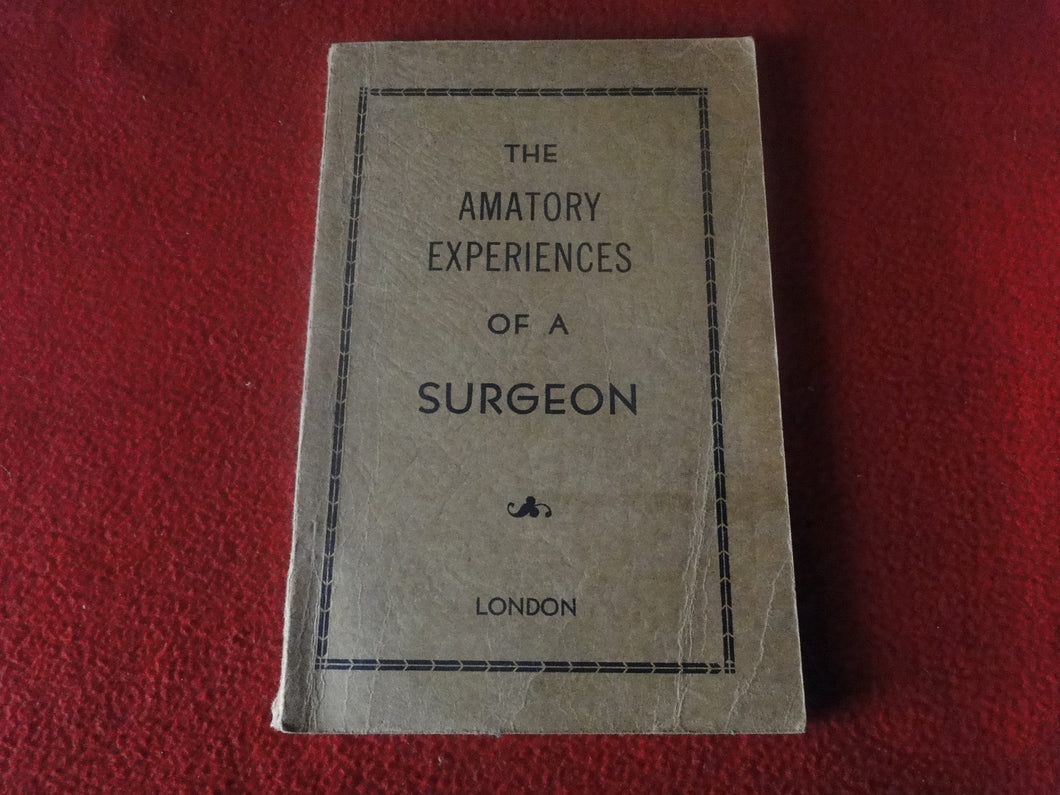 THE
AMATORY
EXPERIENCES
OF A
SURGEON
LONDON